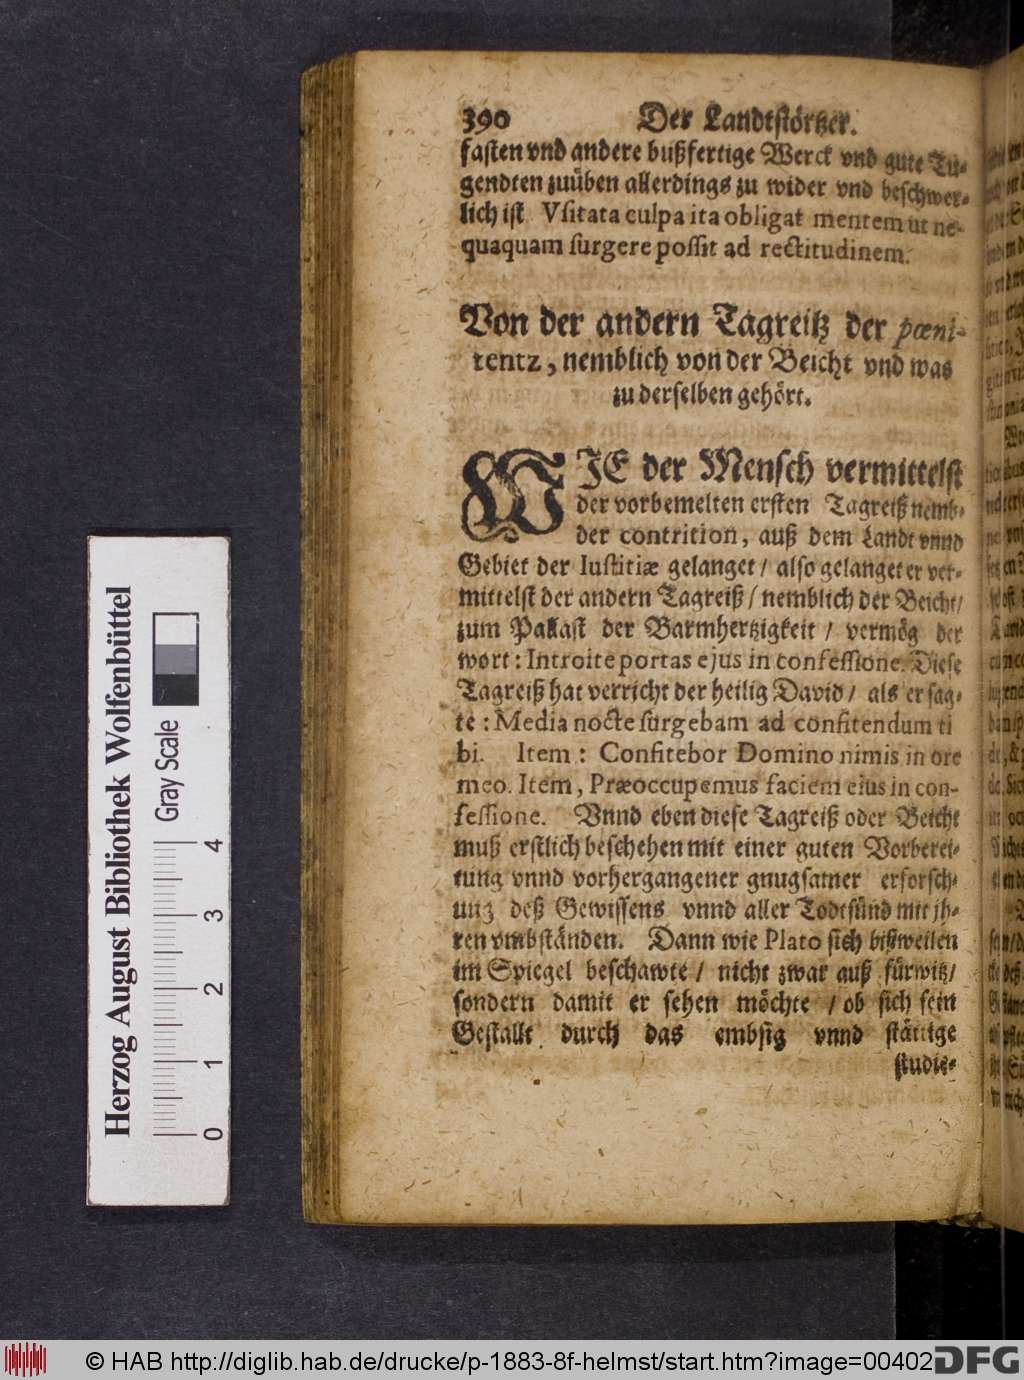 390 Der Landtstörtzer.
fasten vnd andere bußfertige Werck vnd gute Tu-
gendten zuüben allerdings zu wider vnd beschwer-
lich ist Vsitata culpa ita obligat mentem ut ne-
quaquam surgere possit ad rectitudinem.
Von der andern Tagreiß der pœni-
tentz, nemblich von der Beicht vnd was
zu derselben gehört.
WIE der Mensch vermittelst
der vorbemelten ersten Tagreiß nemb-
der contrition, auß dem Landt vnnd
Gebiet der Iustitiæ gelanget / also gelanget er ver-
mittelst der andern Tagreiß / nemblich der Beicht/
zum Pallast der Barmhertzigkeit / vermög der
wort: Introite portas ejus in confessione. Diese
Tagreiß hat verricht der heilig David / als er sag-
te: Media nocte surgebam ad confitendum ti
bi. Item: Confitebor Domino nimis in ore
meo. Item, Præoccupemus faciem eius in con-
fessione. Vnnd eben diese Tagreiß oder Beicht
muß erstlich beschehen mit einer guten Vorberei-
tung vnnd vorhergangener gnugsamer erforsch-
ung deß Gewissens vnnd aller Todtsünd mit jh-
ren vmbständen. Dann wie Plato sich bißweilen
im Spiegel beschawte / nicht zwar auß fürwitz/
sondern damit er sehen möchte / ob sich sein
Gestallt durch das embsig vnnd stätige
studie-
Herzog August Bibliothek Wolfenbüttel
Gray Scale
0 1 2 3 4
© HAB http://diglib.hab.de/drucke/p-1883-8f-helmst/start.htm?image=00402
DFG